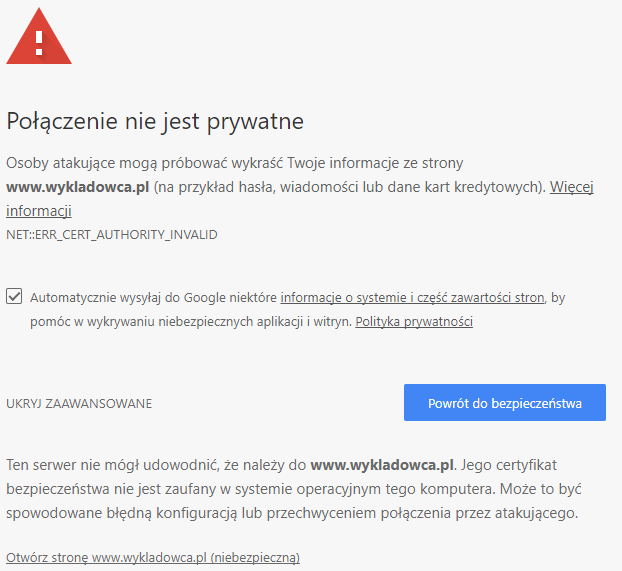 Połączenie nie jest prywatne
Osoby atakujące mogą próbować wykraść Twoje informacje ze strony
www.wykladowca.pl (na przykład hasła, wiadomości lub dane kart kredytowych). Więcej
informacji
NET::ERR_CERT_AUTHORITY_INVALID
Automatycznie wysyłaj do Google niektóre informacje o systemie i część zawartości stron, by
pomóc w wykrywaniu niebezpiecznych aplikacji i witryn. Polityka prywatności
UKRYJ ZAAWANSOWANE
Powrót do bezpieczeństwa
Ten serwer nie mógł udowodnić, że należy do www.wykladowca.pl. Jego certyfikat
bezpieczeństwa nie jest zaufany w systemie operacyjnym tego komputera. Może to być
spowodowane błędną konfiguracją lub przechwyceniem połączenia przez atakującego.
Otwórz stronę www.wykladowca.pl (niebezpieczną)